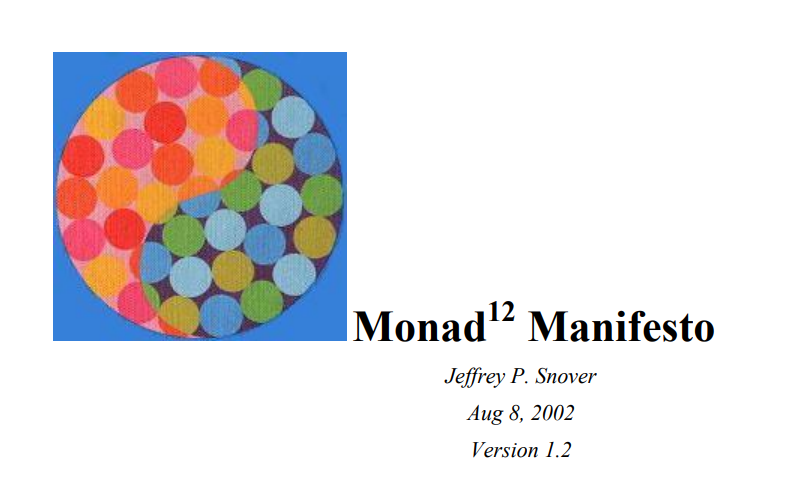 Monad12 Manifesto
Jeffrey P. Snover
Aug 8, 2002
Version 1.2